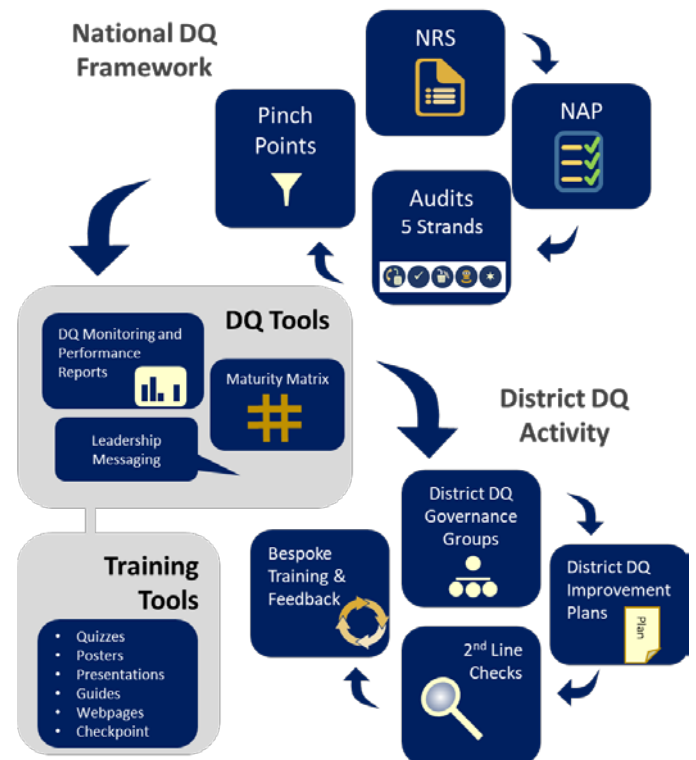 National DQ
Framework
NRS
NAP
Pinch
Points
Audits
5 Strands
DQ Tools
DQ Monitoring and
Performance
Reports
Maturity Matrix
Leadership
Messaging
District DQ
Activity
District DQ
Governance
Groups
District DQ
Improvement
Plans
Plan
2nd Line
Checks
Bespoke
Training &
Feedback
Training
Tools
• Quizzes
• Posters
• Presentations
• Guides
• Webpages
• Checkpoint